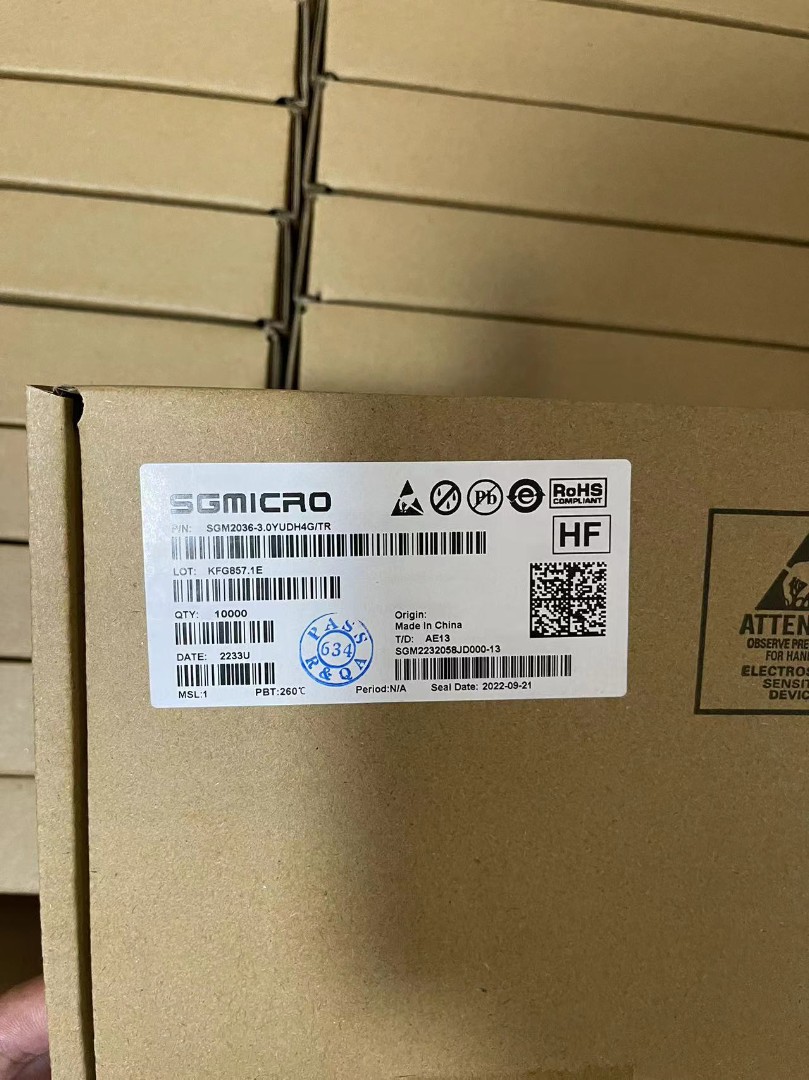 SGMICRO
Pb
e
RoHS
COMPLIANT
P/N: SGM2036-3.0YUDH4G/TR
HF
LOT: KFG857.1E
QTY: 10000
Origin:
Made In China
T/D: AE13
DATE: 2233U
SGM2232058JD000-13
MSL:1 PBT:260℃ Period:N/A Seal Date: 2022-09-21
PASS
634
R&QA
ATTEN
OBSERVE PRE
FOR HAN
ELECTROS
SENSIT
DEVIC